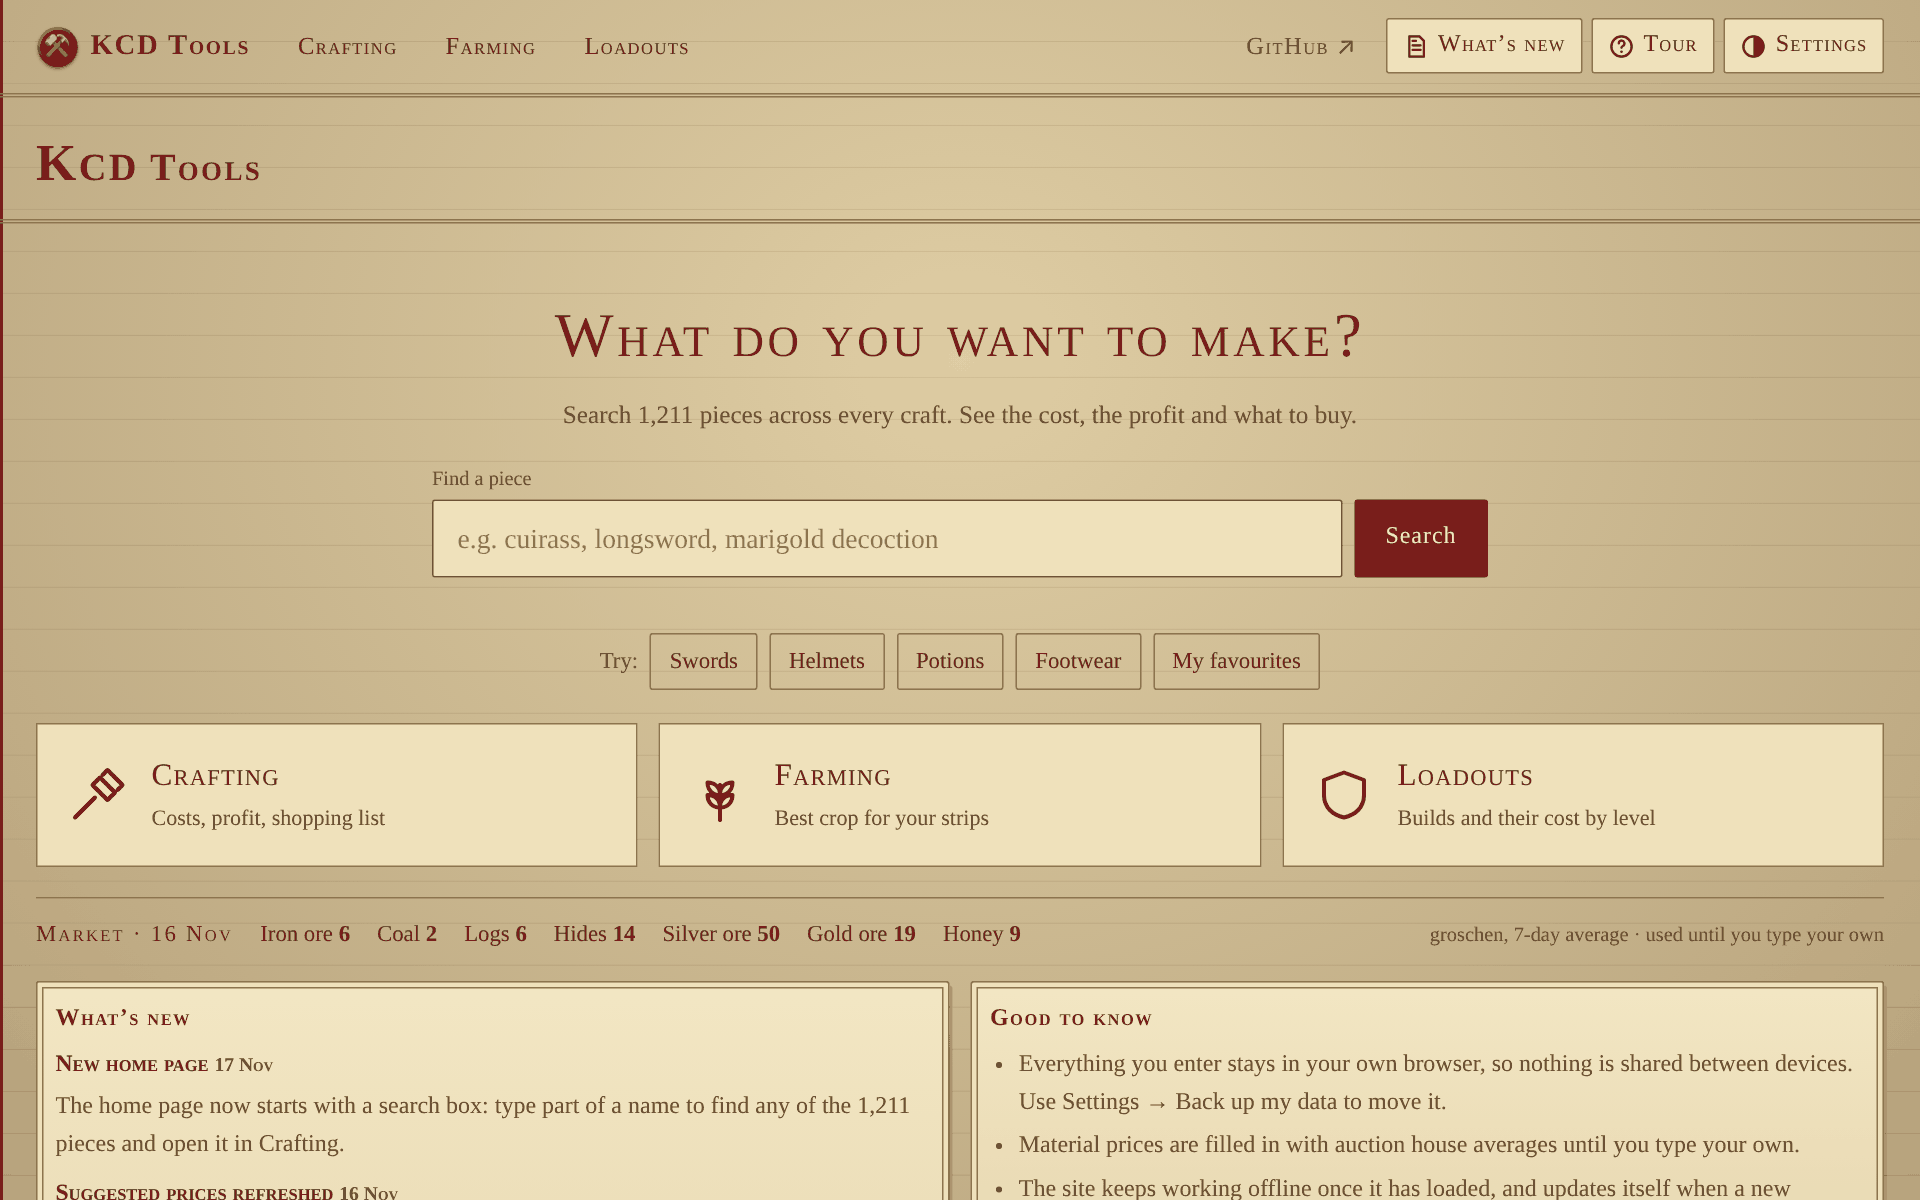 KCD Tools Crafting Farming Loadouts GitHub ↗ What's new Tour Settings
Kcd Tools
What do you want to make?
Search 1,211 pieces across every craft. See the cost, the profit and what to buy.
Find a piece
e.g. cuirass, longsword, marigold decoction Search
Try: Swords Helmets Potions Footwear My favourites
Crafting
Costs, profit, shopping list
Farming
Best crop for your strips
Loadouts
Builds and their cost by level
Market · 16 Nov Iron ore 6 Coal 2 Logs 6 Hides 14 Silver ore 50 Gold ore 19 Honey 9 groschen, 7-day average · used until you type your own
What's new
New home page 17 Nov
The home page now starts with a search box: type part of a name to find any of the 1,211
pieces and open it in Crafting.
Suggested prices refreshed 16 Nov
Good to know
• Everything you enter stays in your own browser, so nothing is shared between devices.
Use Settings → Back up my data to move it.
• Material prices are filled in with auction house averages until you type your own.
• The site keeps working offline once it has loaded, and updates itself when a new